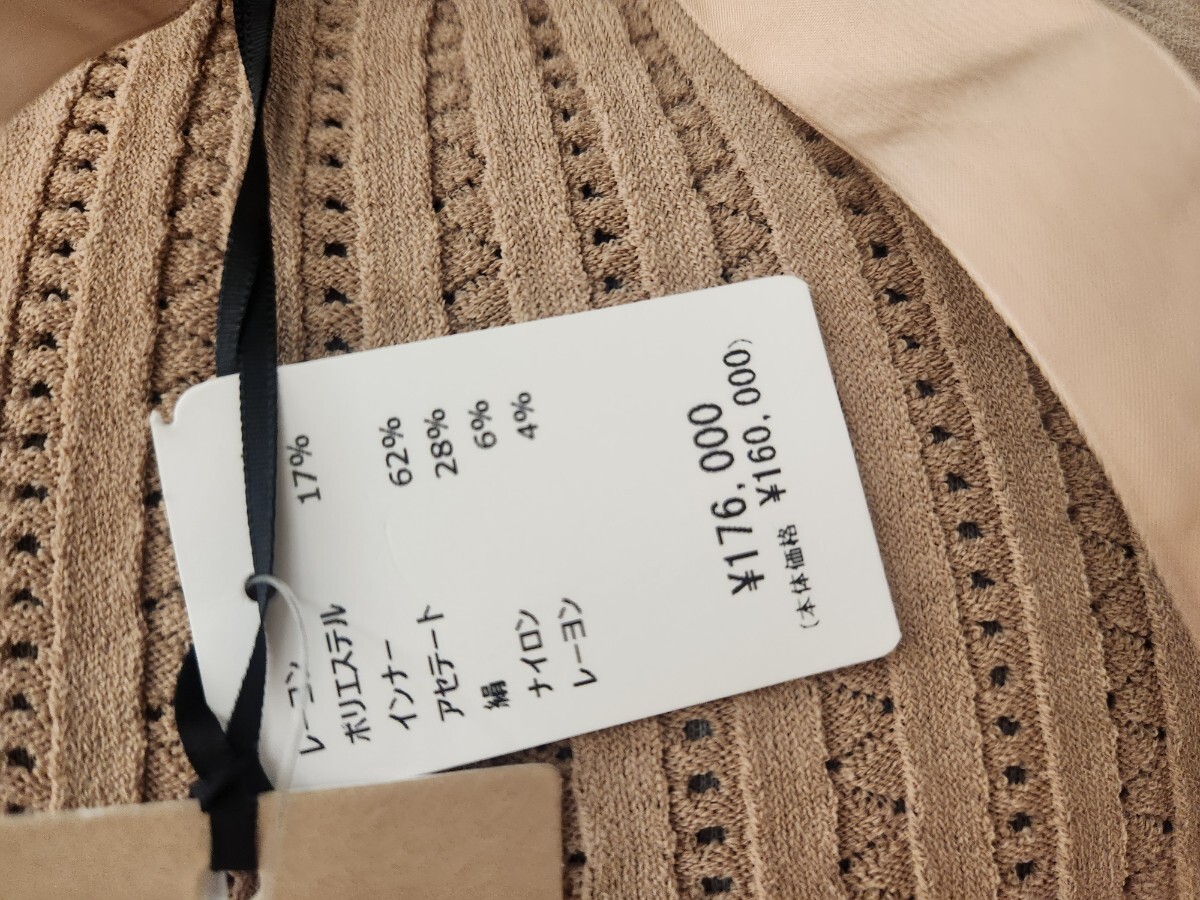 レーヨン
ポリエステル 17%
インナー
アセテート 62%
絹 28%
ナイロン 6%
レーヨン 4%
¥176,000
(本体価格 ¥160,000)